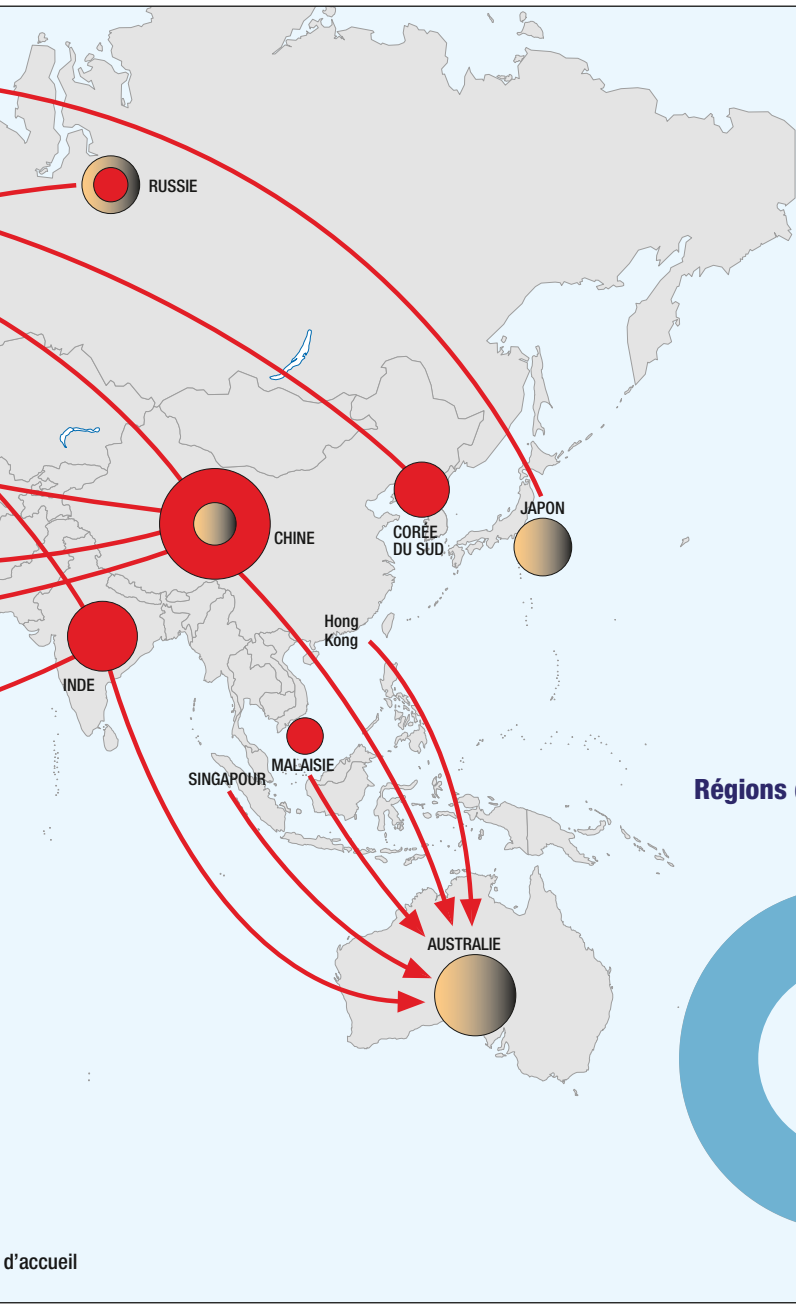 RUSSIE
JAPON
CORÉE
DU SUD
CHINE
Hong
Kong
INDE
MALAISIE
SINGAPOUR
Régions
AUSTRALIE
d’accueil